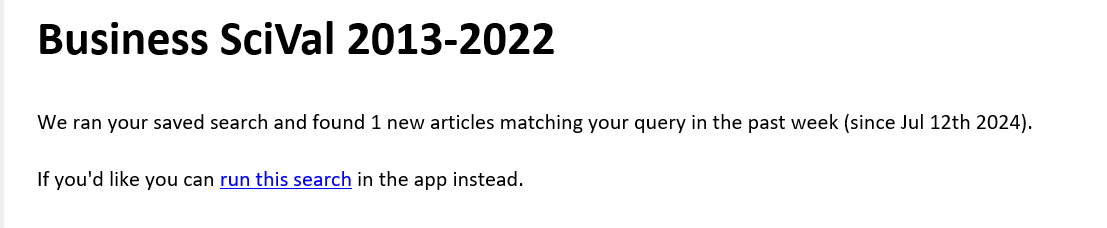 Business SciVal 2013-2022
We ran your saved search and found 1 new articles matching your query in the past week (since Jul 12th 2024).
If you'd like you can run this search in the app instead.